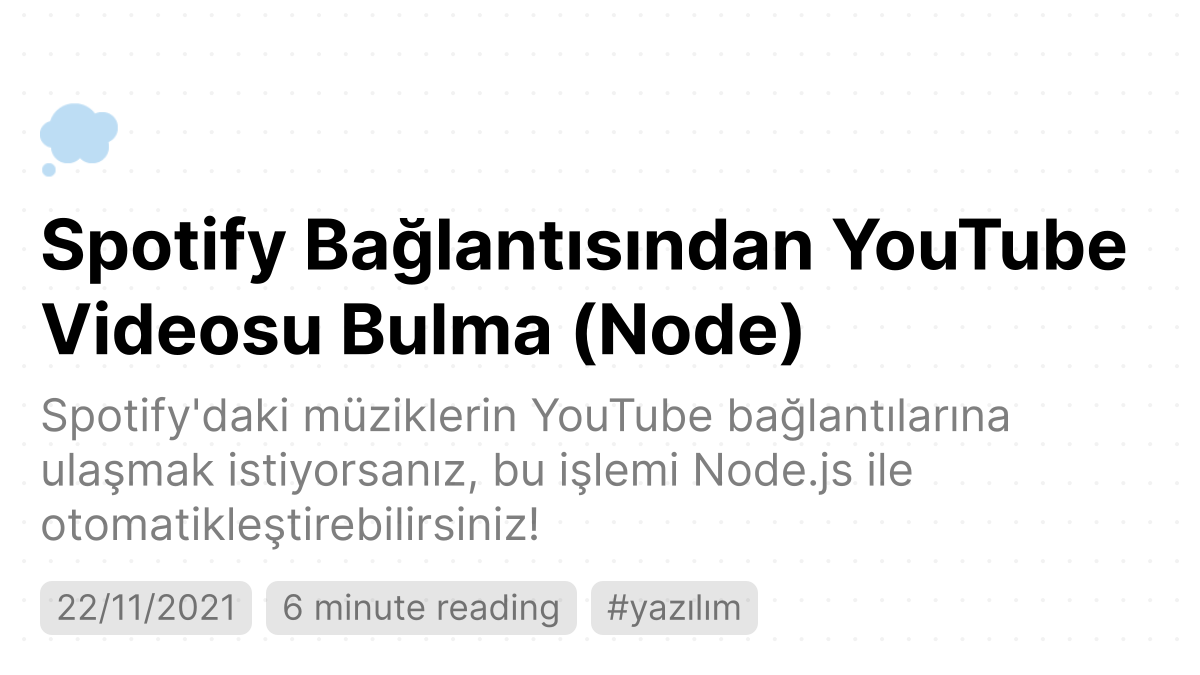 Spotify Bağlantısından YouTube
Videosu Bulma (Node)
Spotify'daki müziklerin YouTube bağlantılarına
ulaşmak istiyorsanız, bu işlemi Node.js ile
otomatikleştirebilirsiniz!
22/11/2021 6 minute reading #yazılım